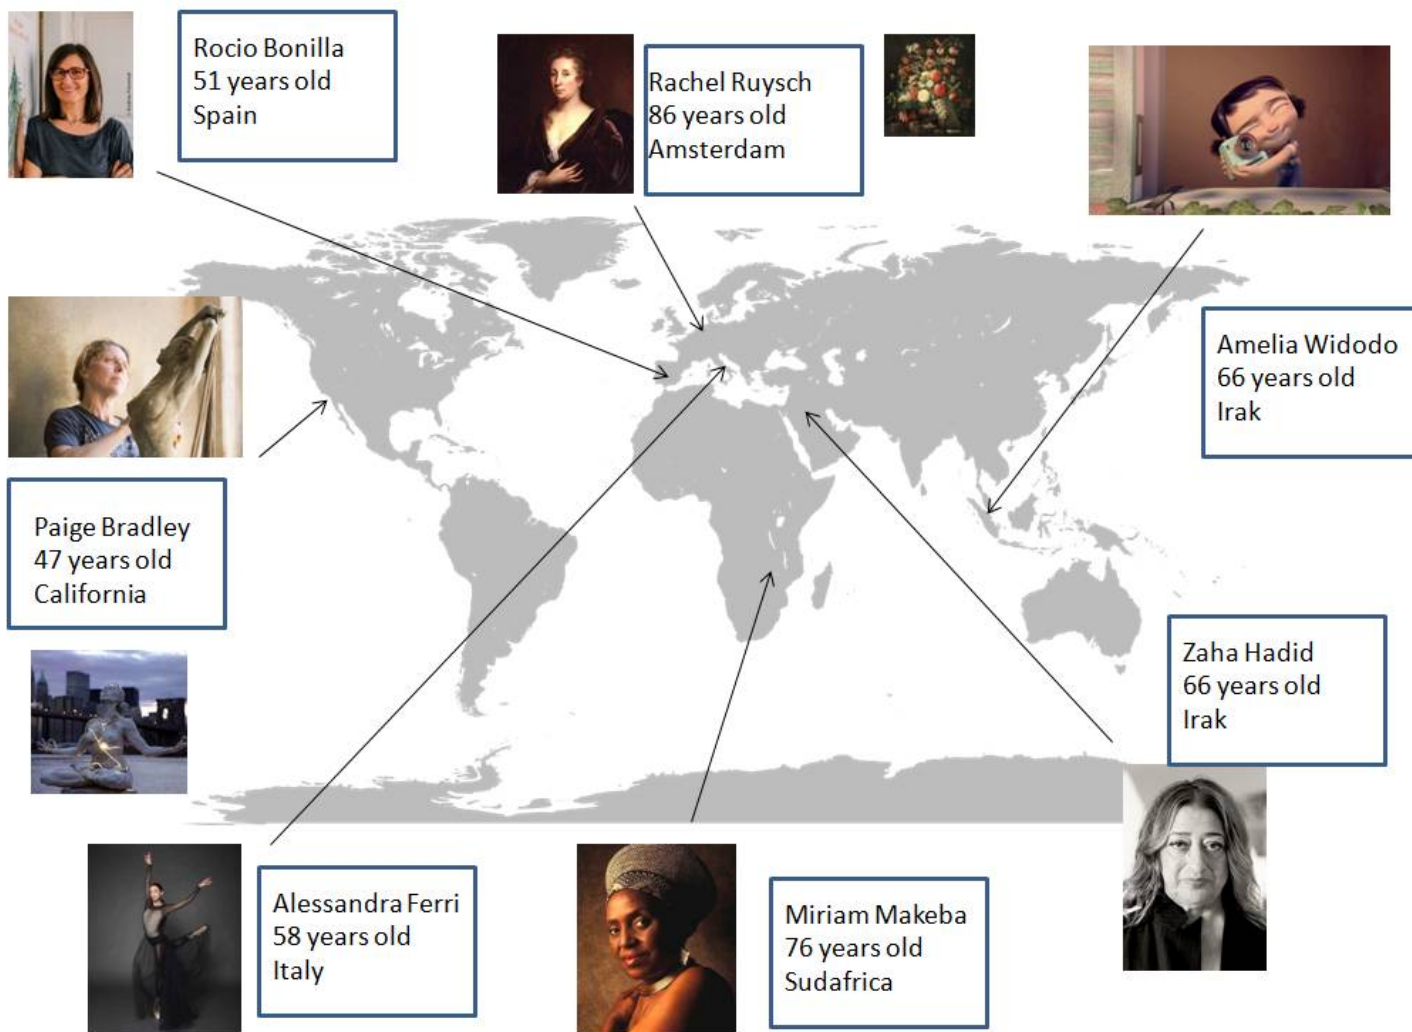 Rocio Bonilla
51 years old
Spain
Rachel Ruysch
86 years old
Amsterdam
Amelia Widodo
66 years old
Irak
Paige Bradley
47 years old
California
Zaha Hadid
66 years old
Irak
Alessandra Ferri
58 years old
Italy
Miriam Makeba
76 years old
Sudafrica